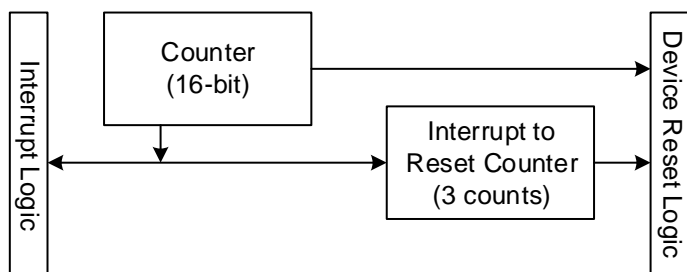 Interrupt Logic
Counter
(16-bit)
Interrupt to
Reset Counter
(3 counts)
Device Reset Logic